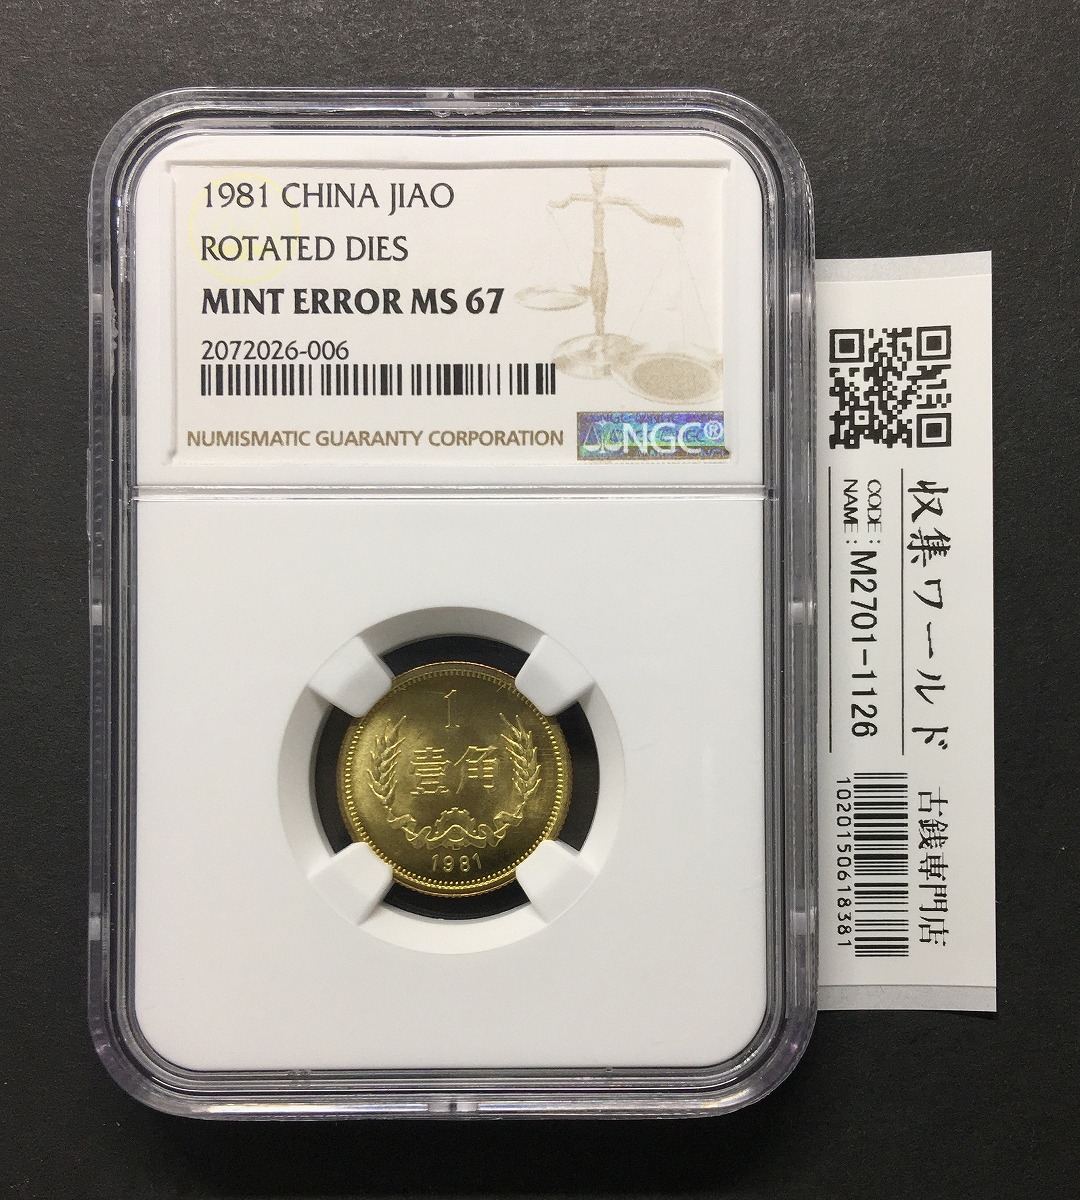 1981 CHINA JIAO
ROTATED DIES
MINT ERROR MS 67
2072026-006
NUMISMATIC GUARANTY CORPORATION
NGC®
1
壹角
1981
収集ワールド 古銭専門店
CODE:
NAME: M2701-1126
1020150618381